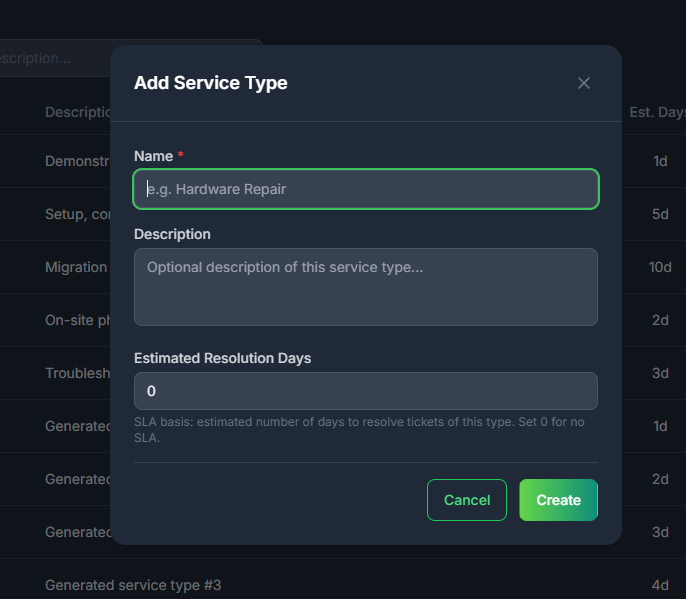 scription...
Add Service Type
Descriptio
Est. Days
Name *
Demonstr
1d
e.g. Hardware Repair
Setup, co
5d
Description
Migration
Optional description of this service type...
10d
On-site p
2d
Estimated Resolution Days
Troublesh
3d
0
SLA basis: estimated number of days to resolve tickets of this type. Set 0 for no
SLA.
Generated
1d
Generated
2d
Cancel
Create
Generated
3d
Generated service type #3
4d